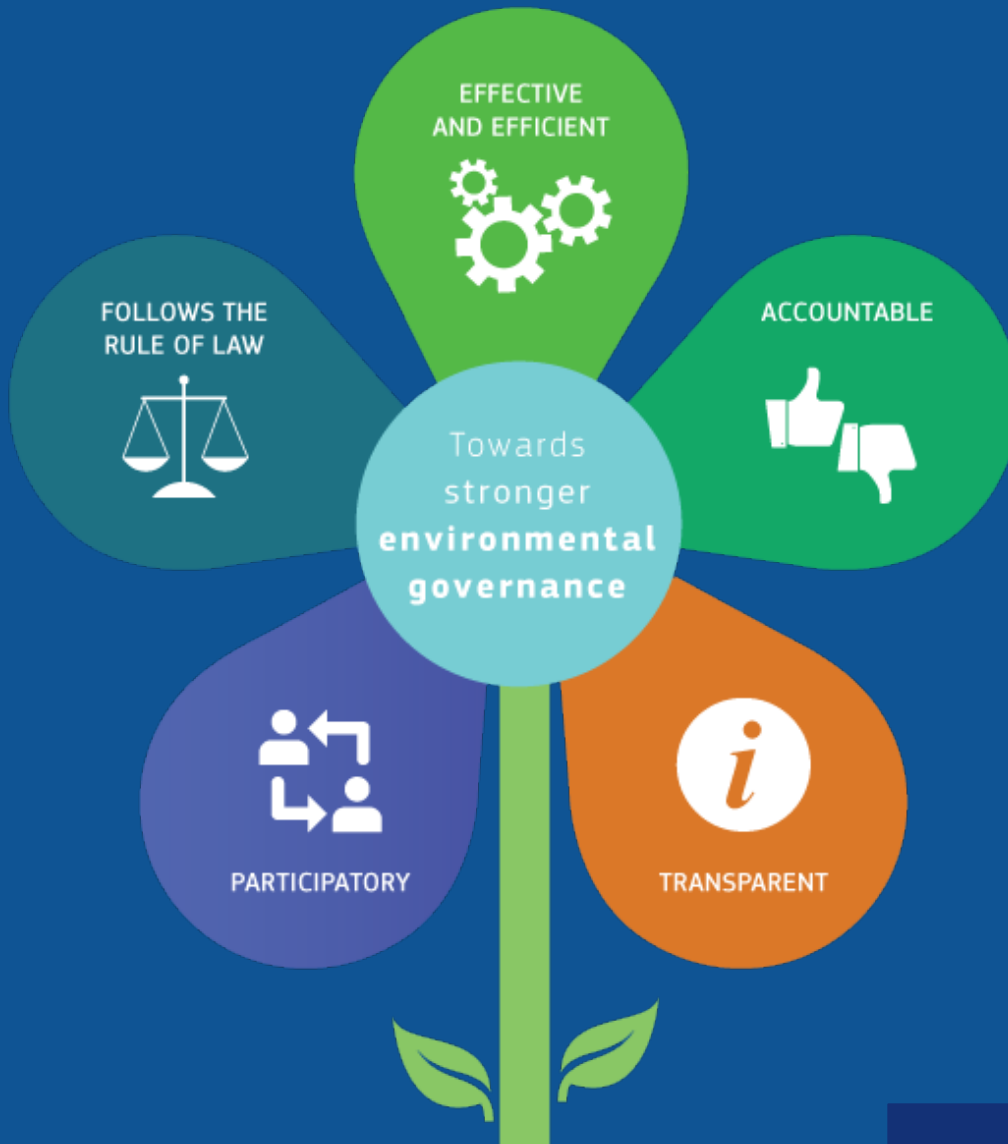 EFFECTIVE
AND EFFICIENT
FOLLOWS THE
RULE OF LAW
ACCOUNTABLE
Towards
stronger
environmental
governance
i
PARTICIPATORY
TRANSPARENT